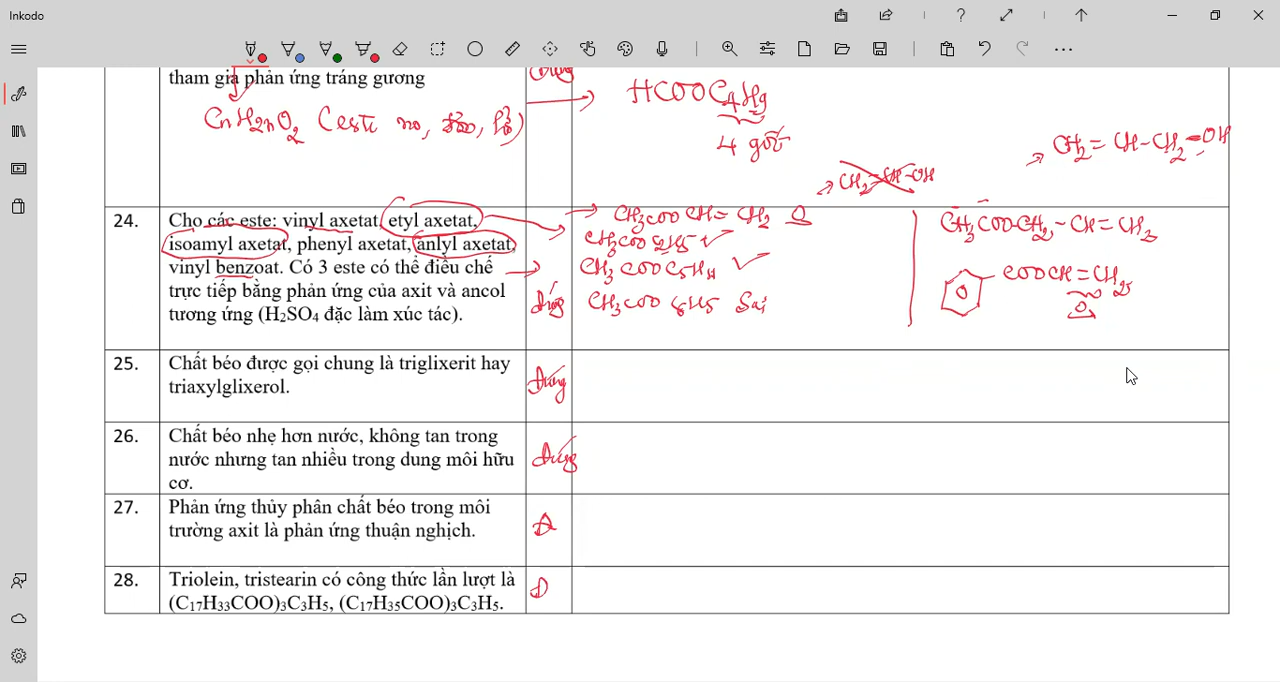 Inkodo
tham gia phản ứng tráng gương
CnH2nO2 (este no,
HCOOC4H9
4 gốc
CH2=CH-OH
CH2=CH-CH2-OH
24.
Cho các este: vinyl axetat, etyl axetat,
isoamyl axetat, phenyl axetat, anlyl axetat,
vinyl benzoat. Có 3 este có thể điều chế
trực tiếp bằng phản ứng của axit và ancol
tương ứng (H2SO4 đặc làm xúc tác).
Đúng
CH3COOCH=CH2
CH3COOC2H5 ✓
CH3COOC5H11 ✓
CH3COOC6H5 Sai
CH3COO-CH2-CH=CH2
COOCH=CH2
25.
Chất béo được gọi chung là triglixerit hay
triaxylglixerol.
Đúng
26.
Chất béo nhẹ hơn nước, không tan trong
nước nhưng tan nhiều trong dung môi hữu
cơ.
Đúng
27.
Phản ứng thủy phân chất béo trong môi
trường axit là phản ứng thuận nghịch.
Đ
28.
Triolein, tristearin có công thức lần lượt là
(C17H33COO)3C3H5, (C17H35COO)3C3H5.
Đ